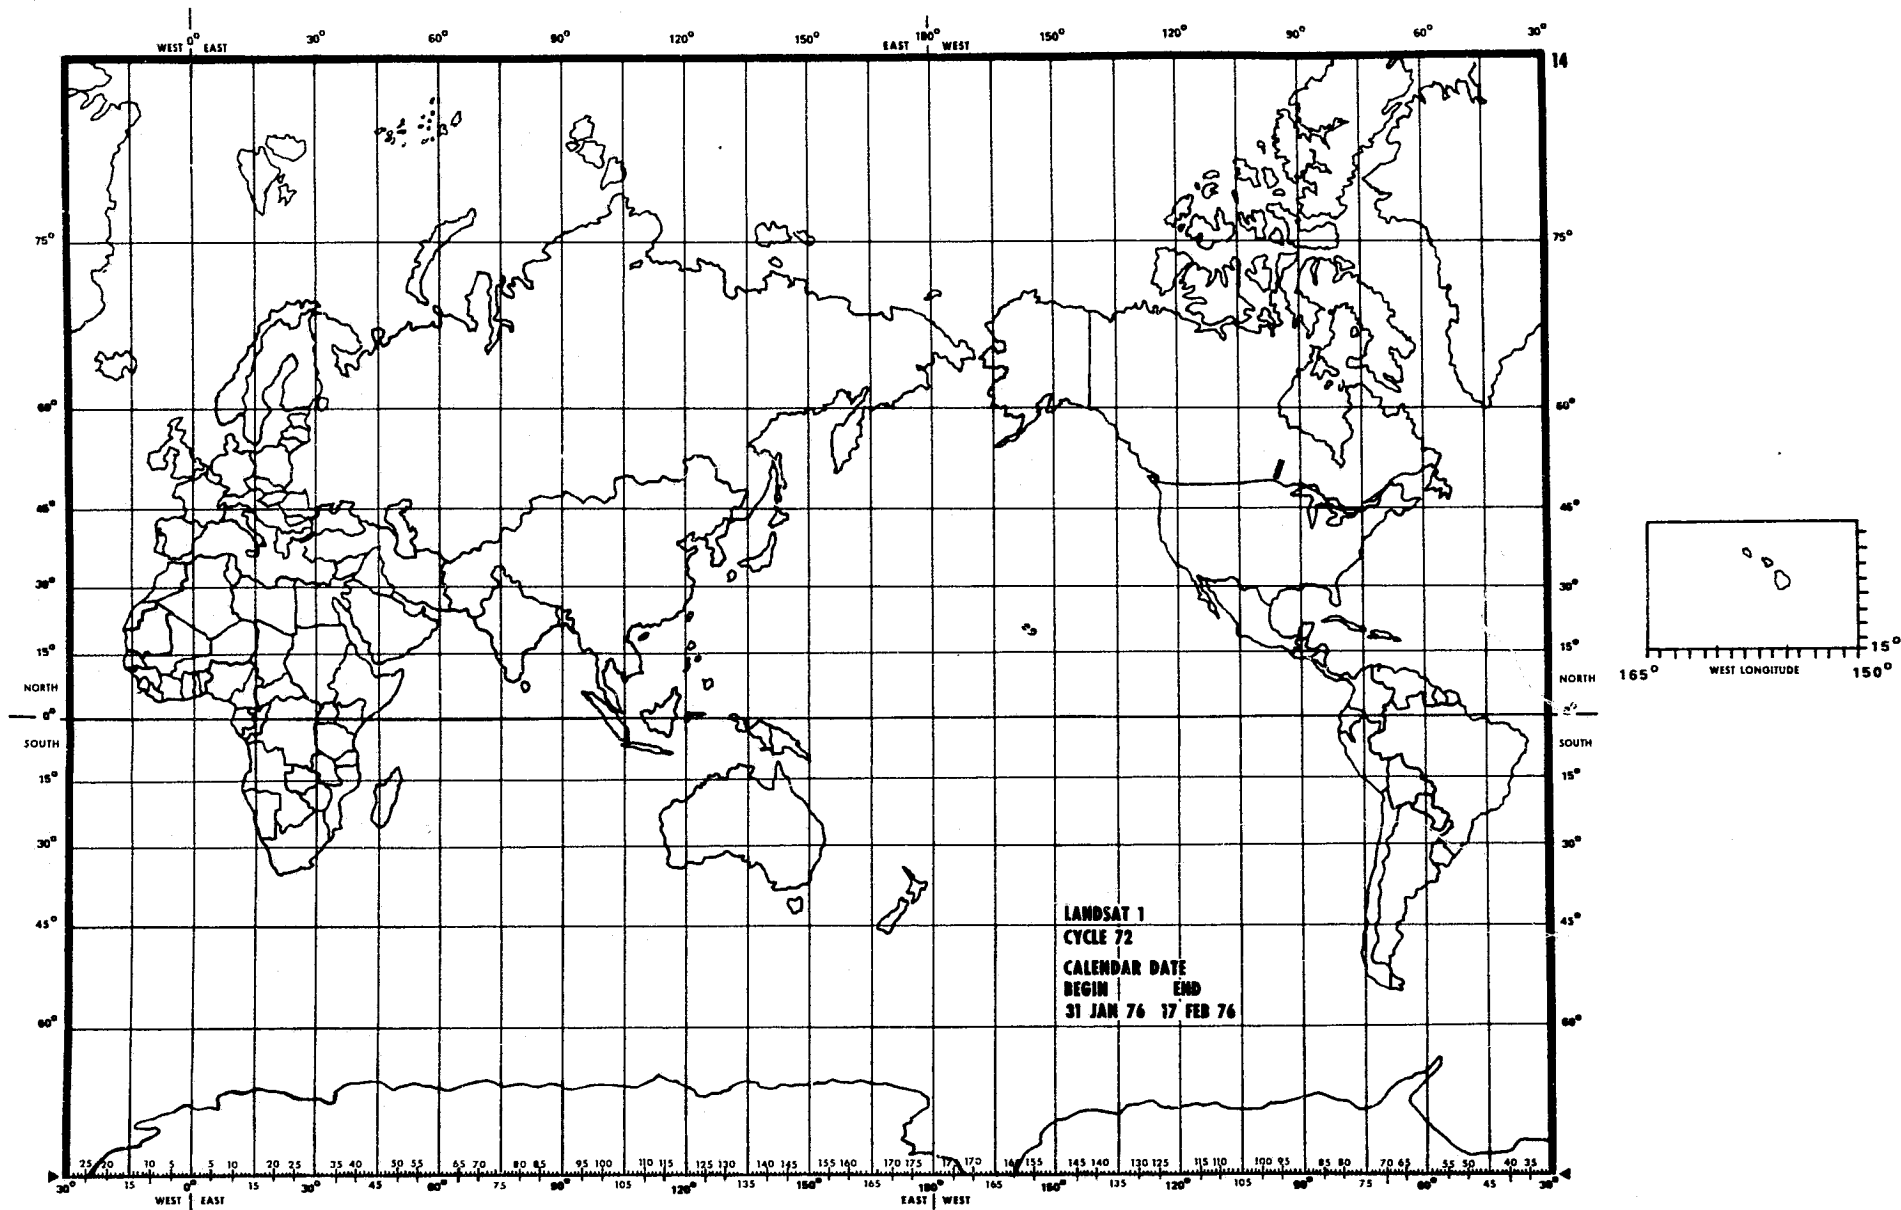 WEST 0° EAST 30° 60° 90° 120° 150° EAST 180° WEST 150° 120° 90° 60° 30°
14
75° 75°
60° 60°
45° 45°
30° 30°
15° 15°
NORTH NORTH
0° 0°
SOUTH SOUTH
15° 15°
30° 30°
45° 45°
60° 60°
15°
165° WEST LONGITUDE 150°
LANDSAT 1
CYCLE 72
CALENDAR DATE
BEGIN END
31 JAN 76 17 FEB 76
25 20 10 5 5 10 20 25 35 40 50 55 65 70 80 85 95 100 110 115 125 130 140 145 155 160 170 175 170 155 145 140 130 125 115 110 100 95 85 80 70 65 55 50 40 35
30° 15 0° 15 30° 45 60° 75 90° 105 120° 135 150° 165 180° 165 150° 135 120° 105 90° 75 60° 45 30°
WEST EAST EAST WEST